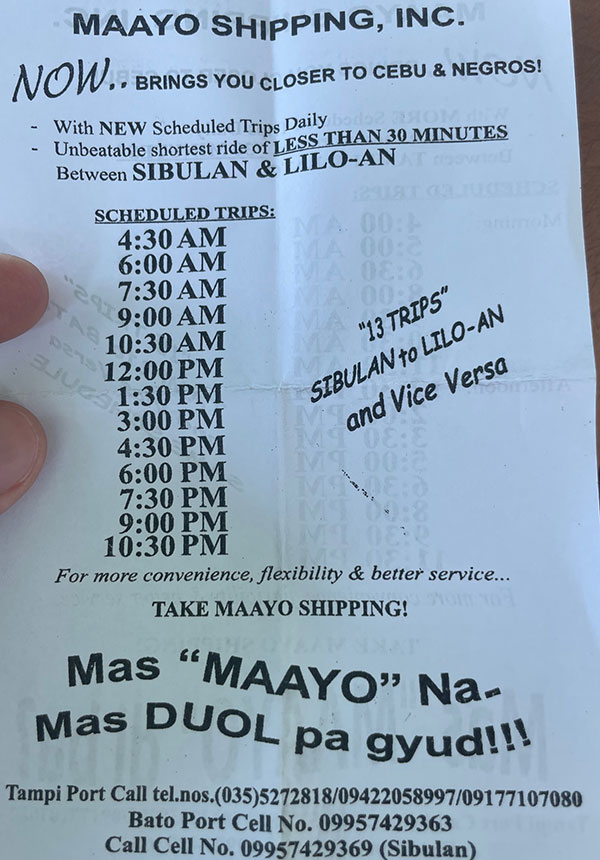 MAAYO SHIPPING, INC.
NOW.. BRINGS YOU CLOSER TO CEBU & NEGROS!
- With NEW Scheduled Trips Daily
- Unbeatable shortest ride of LESS THAN 30 MINUTES
Between SIBULAN & LILO-AN
SCHEDULED TRIPS:
4:30 AM
6:00 AM
7:30 AM
9:00 AM
10:30 AM
12:00 PM
1:30 PM
3:00 PM
4:30 PM
6:00 PM
7:30 PM
9:00 PM
10:30 PM
"13 TRIPS"
SIBULAN to LILO-AN
and Vice Versa
For more convenience, flexibility & better service...
TAKE MAAYO SHIPPING!
Mas "MAAYO" Na-
Mas DUOL pa gyud!!!
Tampi Port Call tel.nos.(035)5272818/09422058997/09177107080
Bato Port Cell No. 09957429363
Call Cell No. 09957429369 (Sibulan)